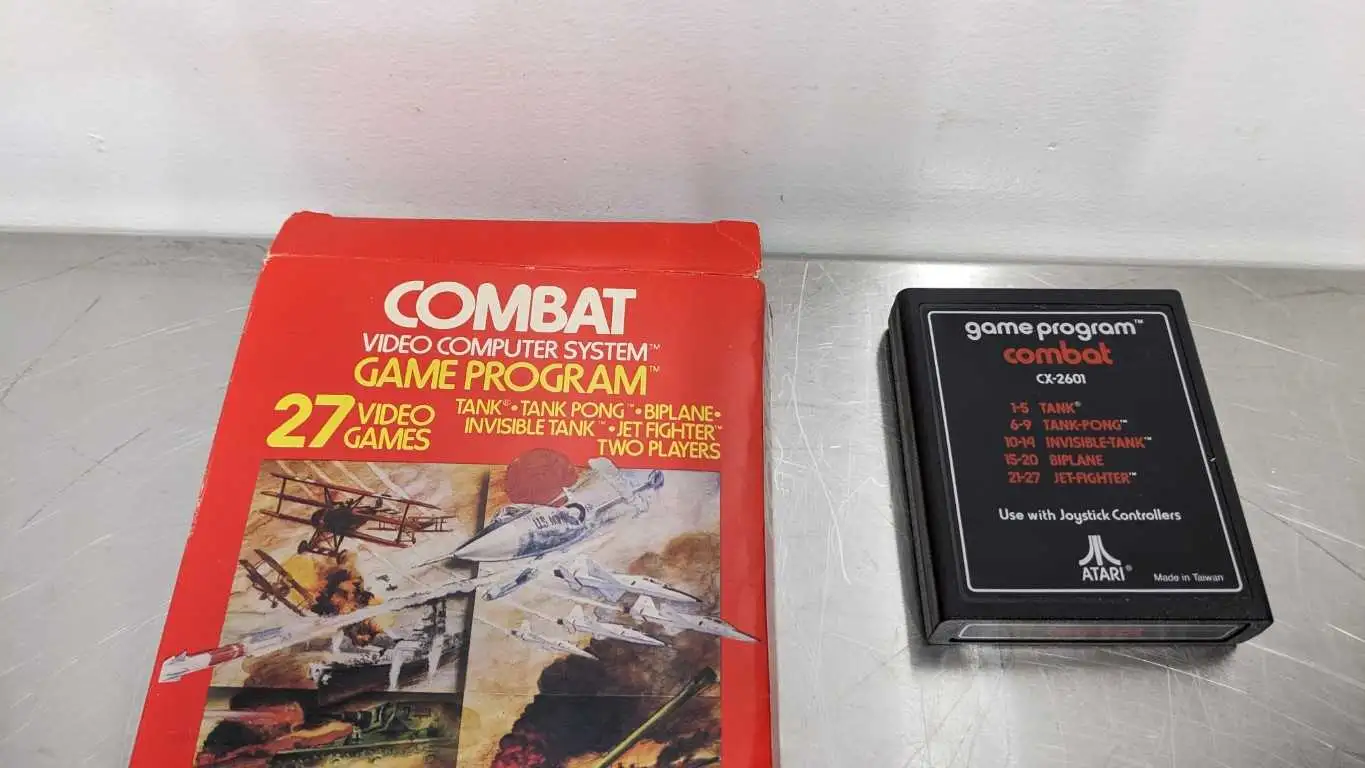 COMBAT
VIDEO COMPUTER SYSTEM™
GAME PROGRAM™
27 VIDEO GAMES
TANK® • TANK PONG™ • BIPLANE •
INVISIBLE TANK™ • JET FIGHTER™
TWO PLAYERS
game program™
combat
CX-2601
1-5 TANK®
6-9 TANK-PONG™
10-14 INVISIBLE-TANK™
15-20 BIPLANE
21-27 JET-FIGHTER™
Use with Joystick Controllers
ATARI®
Made in Taiwan